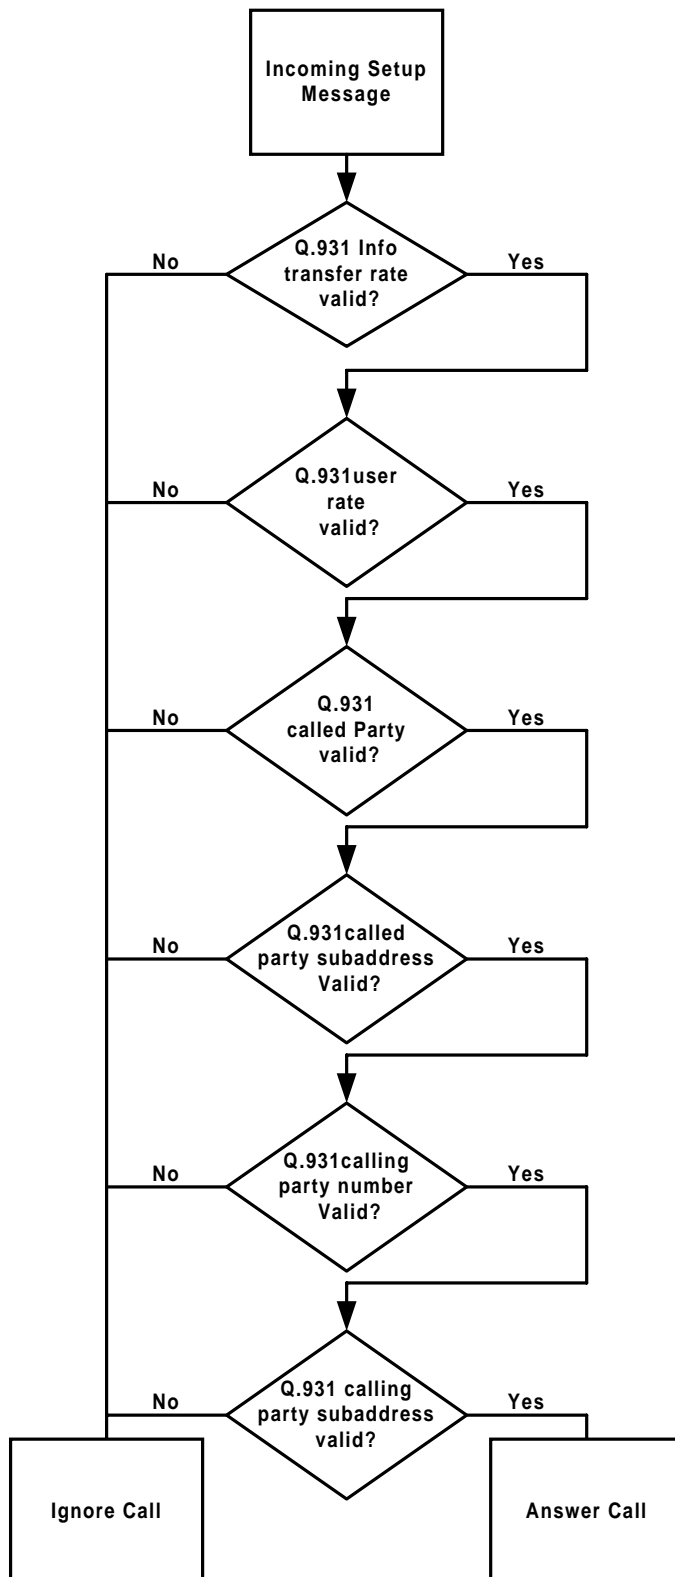 Incoming Setup
Message
Q.931 Info
transfer rate
valid?
No
Yes
Q.931user
rate
valid?
No
Yes
Q.931
called Party
valid?
No
Yes
Q.931called
party subaddress
Valid?
No
Yes
Q.931calling
party number
Valid?
No
Yes
Q.931 calling
party subaddress
valid?
No
Yes
Ignore Call
Answer Call